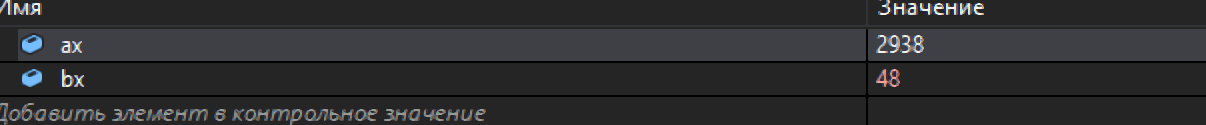 Имя Значение
ax 2938
bx 48
Добавить элемент в контрольное значение